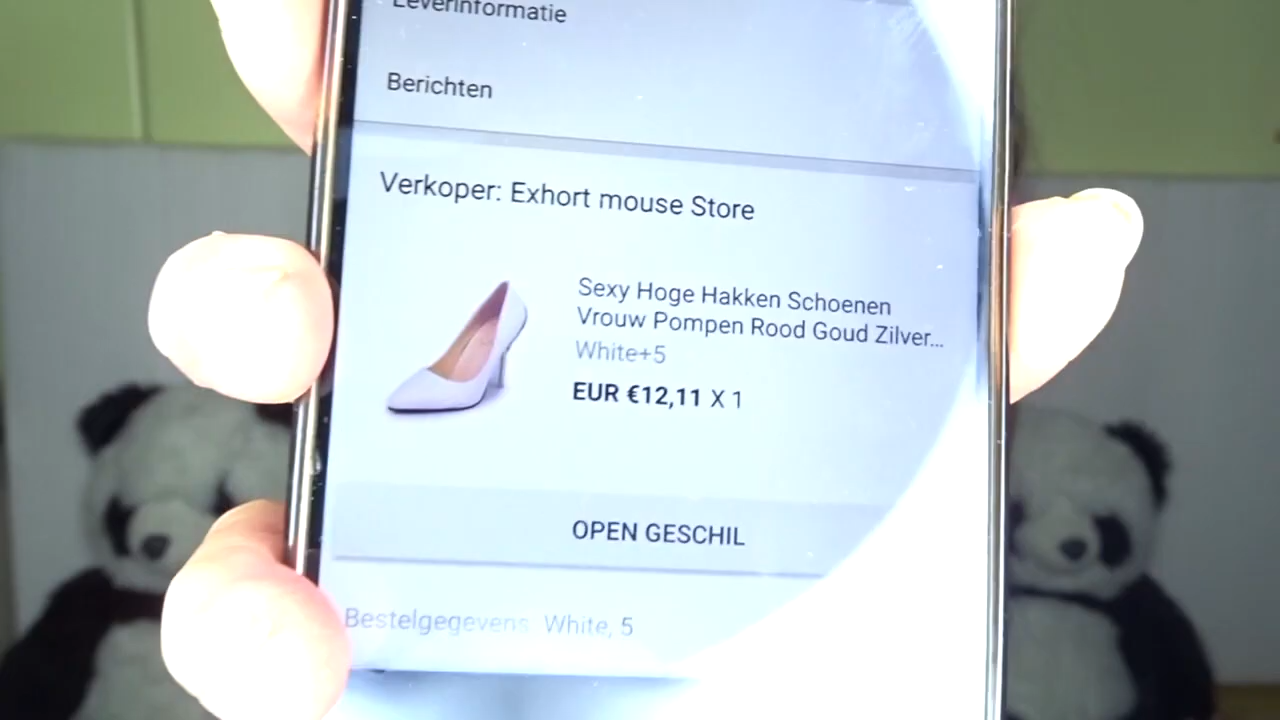 Leverinformatie
Berichten
Verkoper: Exhort mouse Store
Sexy Hoge Hakken Schoenen
Vrouw Pompen Rood Goud Zilver...
White+5
EUR €12,11 X 1
OPEN GESCHIL
Bestelgegevens: White, 5